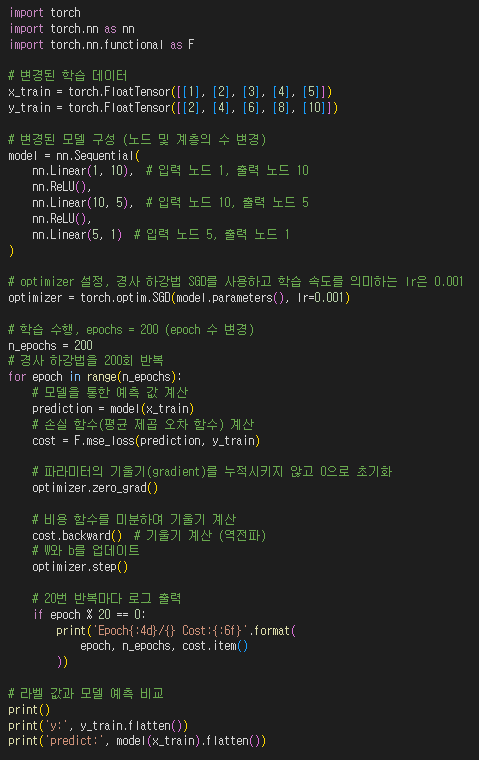 import torch
import torch.nn as nn
import torch.nn.functional as F

# 변경된 학습 데이터
x_train = torch.FloatTensor([[1], [2], [3], [4], [5]])
y_train = torch.FloatTensor([[2], [4], [6], [8], [10]])

# 변경된 모델 구성 (노드 및 계층의 수 변경)
model = nn.Sequential(
    nn.Linear(1, 10),  # 입력 노드 1, 출력 노드 10
    nn.ReLU(),
    nn.Linear(10, 5),  # 입력 노드 10, 출력 노드 5
    nn.ReLU(),
    nn.Linear(5, 1)  # 입력 노드 5, 출력 노드 1
)

# optimizer 설정, 경사 하강법 SGD를 사용하고 학습 속도를 의미하는 lr은 0.001
optimizer = torch.optim.SGD(model.parameters(), lr=0.001)

# 학습 수행, epochs = 200 (epoch 수 변경)
n_epochs = 200
# 경사 하강법을 200회 반복
for epoch in range(n_epochs):
    # 모델을 통한 예측 값 계산
    prediction = model(x_train)
    # 손실 함수(평균 제곱 오차 함수) 계산
    cost = F.mse_loss(prediction, y_train)

    # 파라미터의 기울기(gradient)를 누적시키지 않고 0으로 초기화
    optimizer.zero_grad()

    # 비용 함수를 미분하여 기울기 계산
    cost.backward()  # 기울기 계산 (역전파)
    # W와 b를 업데이트
    optimizer.step()

    # 20번 반복마다 로그 출력
    if epoch % 20 == 0:
        print('Epoch{:4d}/{} Cost:{:6f}'.format(
            epoch, n_epochs, cost.item()
        ))

# 라벨 값과 모델 예측 비교
print()
print('y:', y_train.flatten())
print('predict:', model(x_train).flatten())